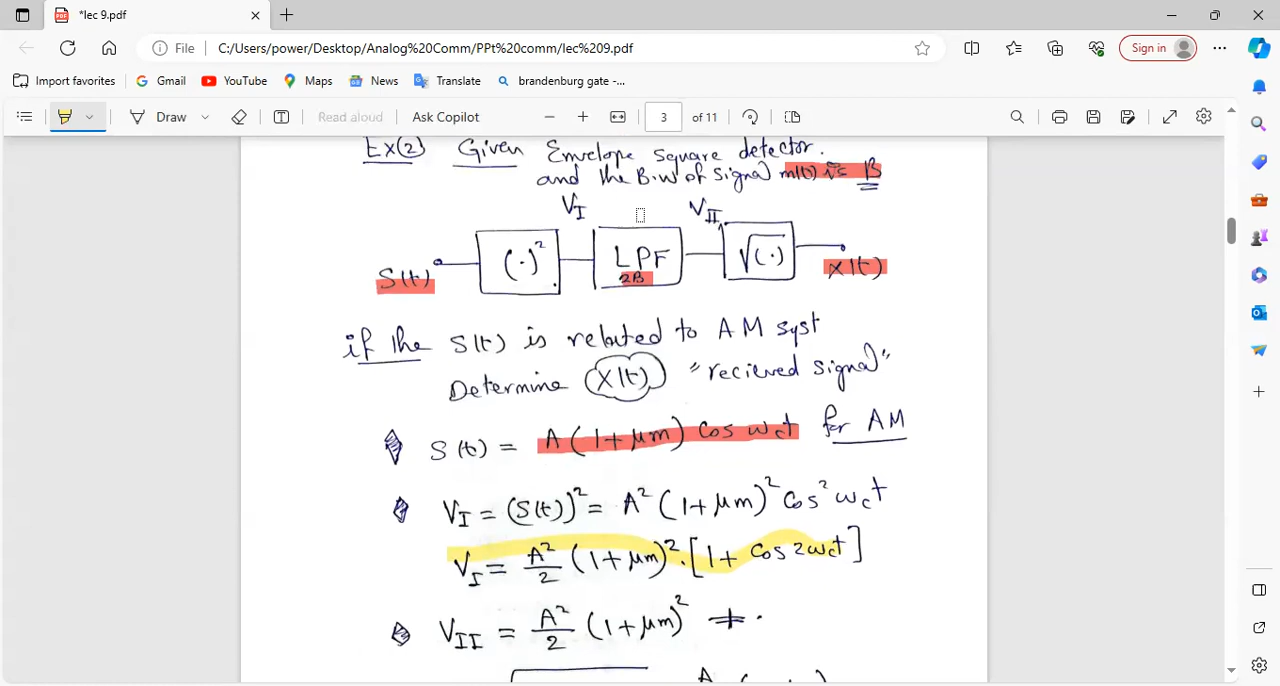 *lec 9.pdf
File C:/Users/power/Desktop/Analog%20Comm/PPt%20comm/lec%209.pdf
Sign in
Import favorites Gmail YouTube Maps News Translate brandenburg gate -...
Draw Read aloud Ask Copilot 3 of 11
Ex(2) Given Envelope Square detector.
and the B.w of signal m(t) is B
V_I V_II
S(t) (·)² LPF √(·) X(t)
2B
if the S(t) is related to AM syst
Determine X(t) "recieved signal"
S(t) = A(1+μm) Cos wct for AM
V_I = (S(t))² = A² (1+μm)² Cos² wct
V_I = A²/2 (1+μm)². [1+ Cos 2wct]
V_II = A²/2 (1+μm)²